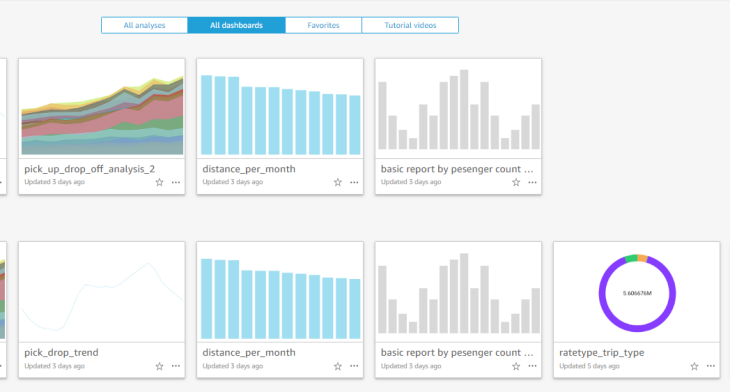 All analyses All dashboards Favorites Tutorial videos
pick_up_drop_off_analysis_2 distance_per_month basic report by pesenger count ...
Updated 3 days ago Updated 3 days ago Updated 3 days ago
5.606676M
pick_drop_trend distance_per_month basic report by pesenger count ... ratetype_trip_type
Updated 3 days ago Updated 3 days ago Updated 3 days ago Updated 5 days ago